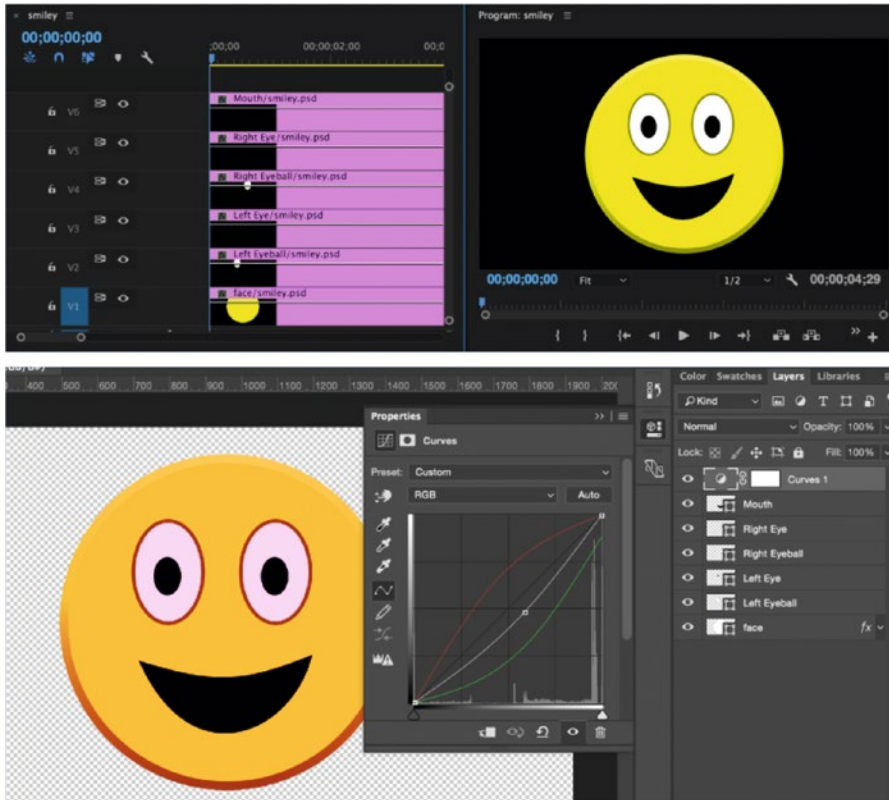 × smiley ≡
00;00;00;00
;00;00 00;00;02;00 00;0
V6 Mouth/smiley.psd
V5 Right Eye/smiley.psd
V4 Right Eyeball/smiley.psd
V3 Left Eye/smiley.psd
V2 Left Eyeball/smiley.psd
V1 face/smiley.psd
Program: smiley ≡
00;00;00;00 Fit 1/2 00;00;04;29
400 500 600 700 800 900 1000 1100 1200 1300 1400 1500 1600 1700 1800 1900 200
Properties
Curves
Preset: Custom
RGB Auto
Color Swatches Layers Libraries
Kind
Normal Opacity: 100%
Lock: Fill: 100%
Curves 1
Mouth
Right Eye
Right Eyeball
Left Eye
Left Eyeball
face fx